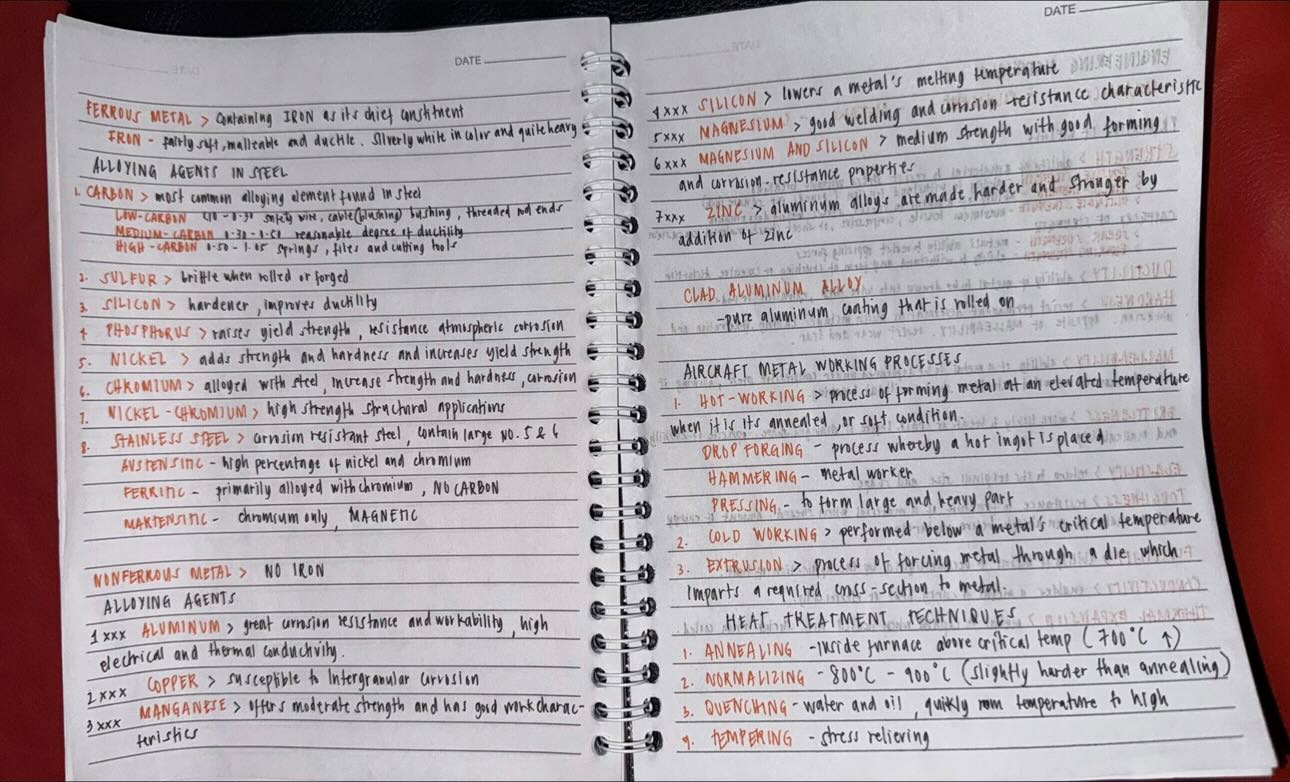 DATE
FERROUS METAL > containing IRON as its chief constituent
IRON - fairly soft, malleable and ductile. Silverly white in color and quite heavy
ALLOYING AGENTS IN STEEL
1. CARBON > most common alloying element found in steel
LOW-CARBON 0.10 - 0.30 safety wire, cable (blushing) bushing, threaded rod ends
MEDIUM-CARBON 0.30 - 0.50 reasonable degree of ductility
HIGH-CARBON 0.50 - 1.05 springs, files and cutting tools
2. SULFUR > brittle when rolled or forged
3. SILICON > hardener, improves ductility
4 PHOSPHORUS > raises yield strength, resistance atmospheric corrosion
5. NICKEL > adds strength and hardness and increases yield strength
6. CHROMIUM > alloyed with steel, increase strength and hardness, corrosion
7. NICKEL-CHROMIUM > high strength structural applications
8. STAINLESS STEEL > corrosion resistant steel, contain large NO. 5 & 6
AUSTENSITIC - high percentage of nickel and chromium
FERRITIC - primarily alloyed with chromium, NO CARBON
MARTENSITIC - chromium only, MAGNETIC
NONFERROUS METAL > NO IRON
ALLOYING AGENTS
1xxx ALUMINUM > great corrosion resistance and workability, high
electrical and thermal conductivity.
2xxx COPPER > susceptible to Intergranular Corrosion
3xxx MANGANESE > offers moderate strength and has good work charac-
teristics
DATE
4xxx SILICON > lowers a metal's melting temperature
5xxx MAGNESIUM > good welding and corrosion-resistance characteristic
6xxx MAGNESIUM AND SILICON > medium strength with good forming
and corrosion-resistance properties
7xxx ZINC > aluminum alloys are made harder and stronger by
addition of zinc
CLAD ALUMINUM ALLOY
-pure aluminum coating that is rolled on
AIRCRAFT METAL WORKING PROCESSES
1. HOT-WORKING > process of forming metal at an elevated temperature
when it is its annealed, or soft condition.
DROP FORGING - process whereby a hot ingot is placed
HAMMERING - metal worker
PRESSING - to form large and heavy part
2. COLD WORKING > performed below a metal's critical temperature
3. EXTRUSION > process of forcing metal through a die which
imparts a required cross-section to metal.
HEAT TREATMENT TECHNIQUES
1. ANNEALING - inside furnace above critical temp (700°C ↑)
2. NORMALIZING - 800°C - 900°C (slightly harder than annealing)
3. QUENCHING - water and oil, quickly room temperature to high
4. TEMPERING - stress relieving